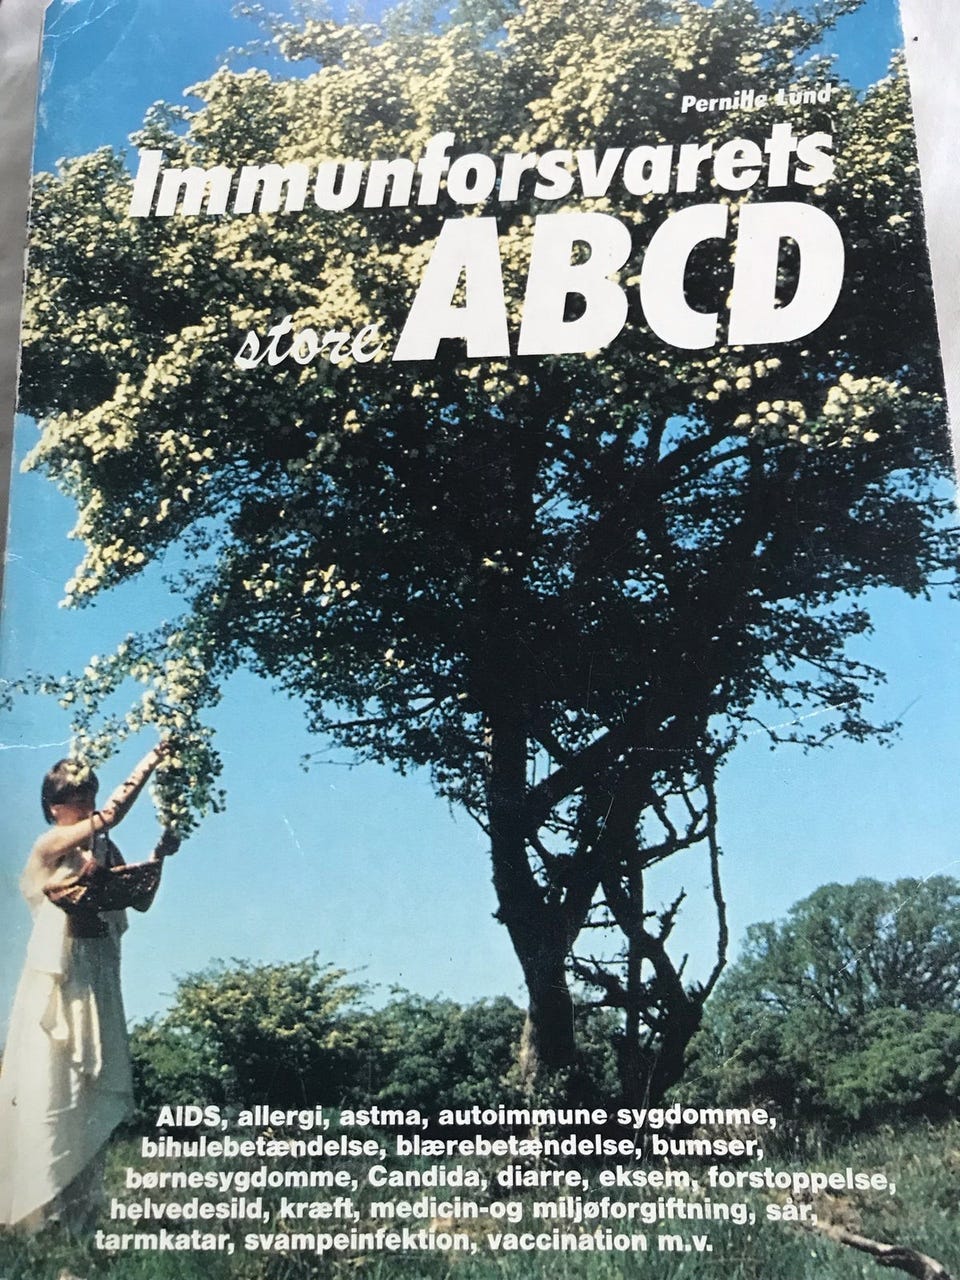 Pernille Lund
Immunforsvarets
store ABCD
AIDS, allergi, astma, autoimmune sygdomme,
bihulebetændelse, blærebetændelse, bumser,
børnesygdomme, Candida, diarre, eksem, forstoppelse,
helvedesild, kræft, medicin-og miljøforgiftning, sår,
tarmkatar, svampeinfektion, vaccination m.v.